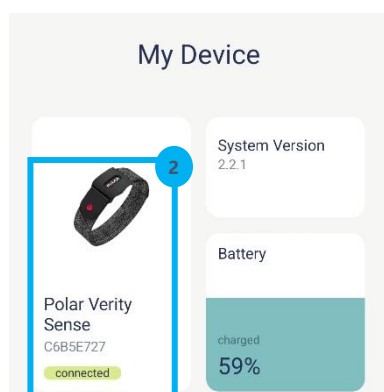 My Device
2
Polar Verity
Sense
C6B5E727
connected
System Version
2.2.1
Battery
charged
59%